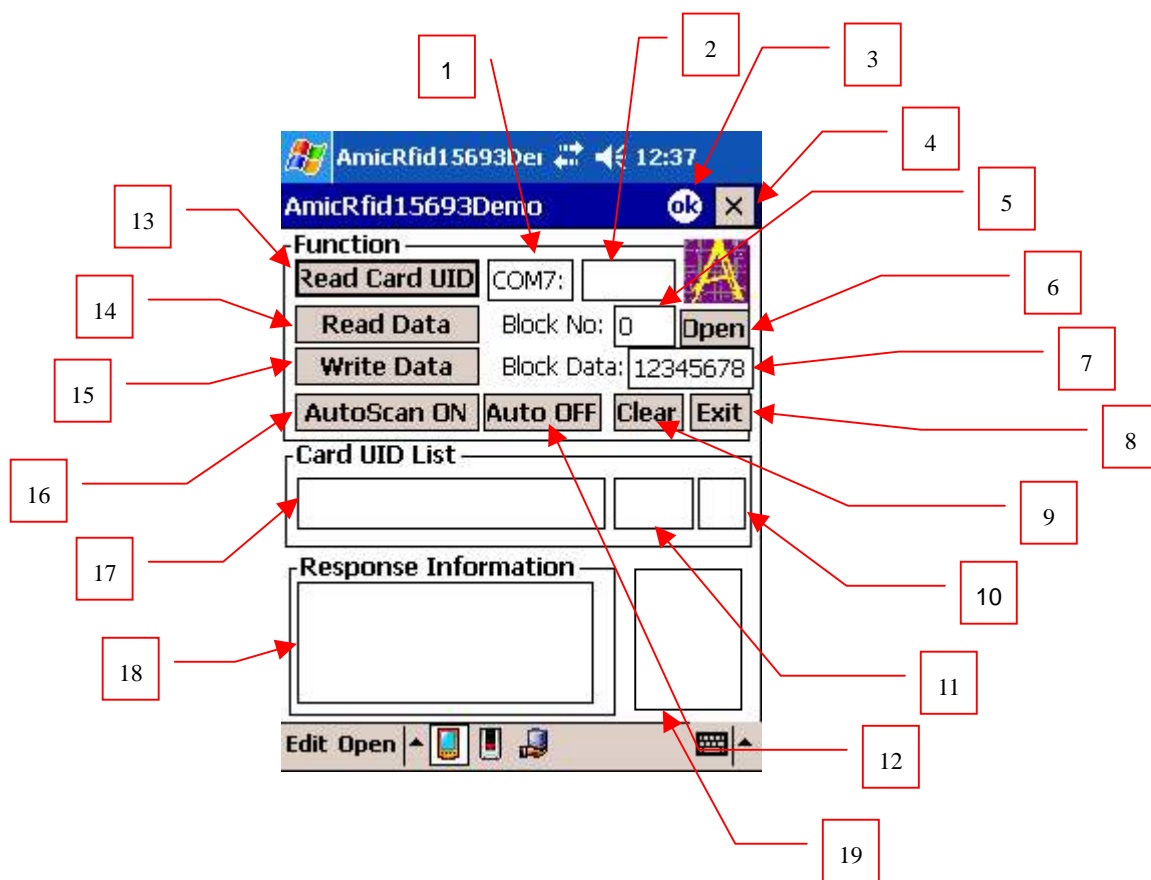 2
3
1
4
AmicRfid15693Der 12:37
5
AmicRfid15693Demo ok ×
13
Function
Read Card UID COM7:
6
14
Read Data Block No: 0 Open
7
Write Data Block Data: 12345678
15
AutoScan ON Auto OFF Clear Exit
8
Card UID List
16
9
17
Response Information
10
18
11
Edit Open
12
19